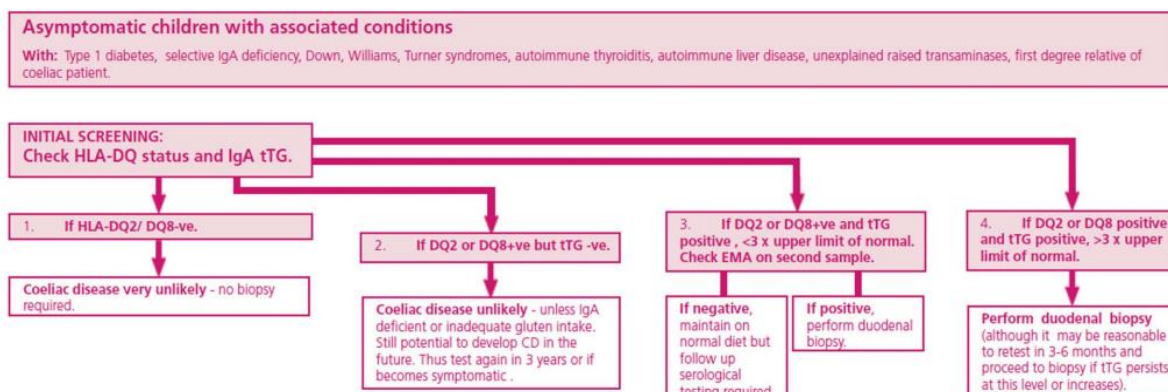 Asymptomatic children with associated conditions
With: Type 1 diabetes, selective IgA deficiency, Down, Williams, Turner syndromes, autoimmune thyroiditis, autoimmune liver disease, unexplained raised transaminases, first degree relative of
coeliac patient.
INITIAL SCREENING:
Check HLA-DQ status and IgA tTG.
1. If HLA-DQ2/ DQ8-ve.
Coeliac disease very unlikely - no biopsy
required.
2. If DQ2 or DQ8+ve but tTG -ve.
Coeliac disease unlikely - unless IgA
deficient or inadequate gluten intake.
Still potential to develop CD in the
future. Thus test again in 3 years or if
becomes symptomatic .
3. If DQ2 or DQ8+ve and tTG
positive , <3 x upper limit of normal.
Check EMA on second sample.
If negative,
maintain on
normal diet but
follow up
serological
testing required
If positive,
perform duodenal
biopsy.
4. If DQ2 or DQ8 positive
and tTG positive, >3 x upper
limit of normal.
Perform duodenal biopsy
(although it may be reasonable
to retest in 3-6 months and
proceed to biopsy if tTG persists
at this level or increases).